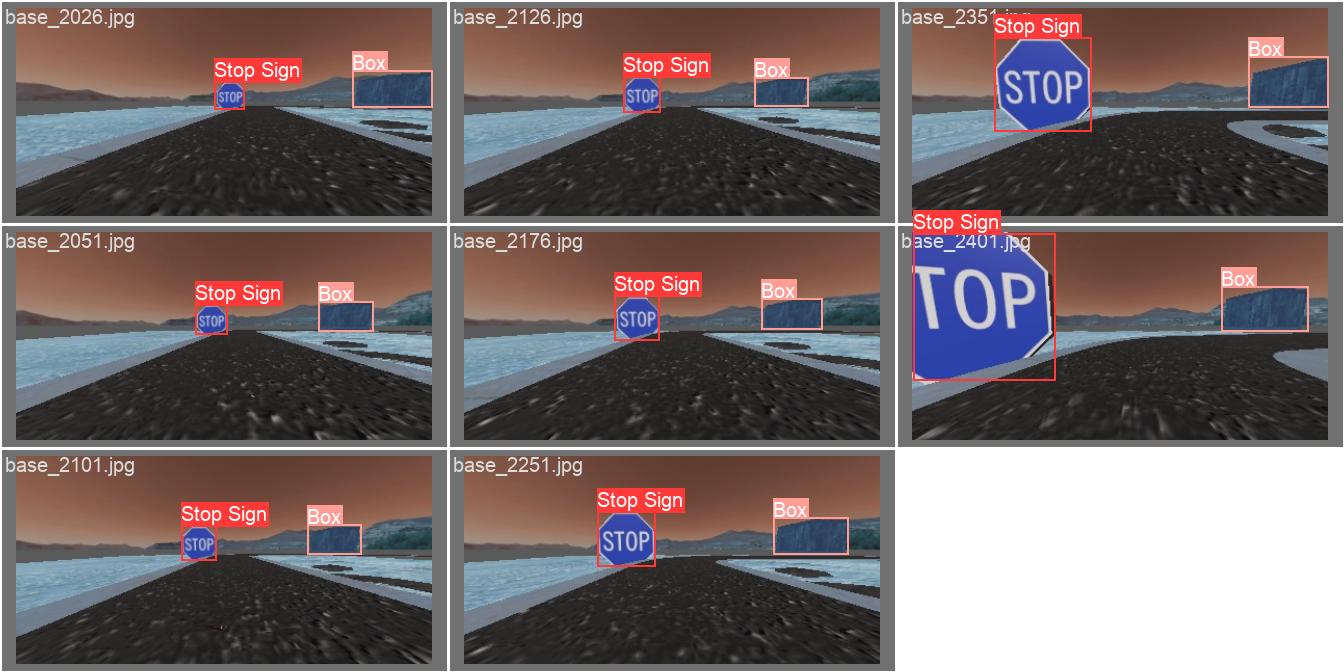 base_2026.jpg
Stop Sign
Box
STOP
base_2126.jpg
Stop Sign
Box
STOP
base_2351.jpg
Stop Sign
Box
STOP
base_2051.jpg
Stop Sign
Box
STOP
base_2176.jpg
Stop Sign
Box
STOP
Stop Sign
base_2401.jpg
Box
TOP
base_2101.jpg
Stop Sign
Box
STOP
base_2251.jpg
Stop Sign
Box
STOP